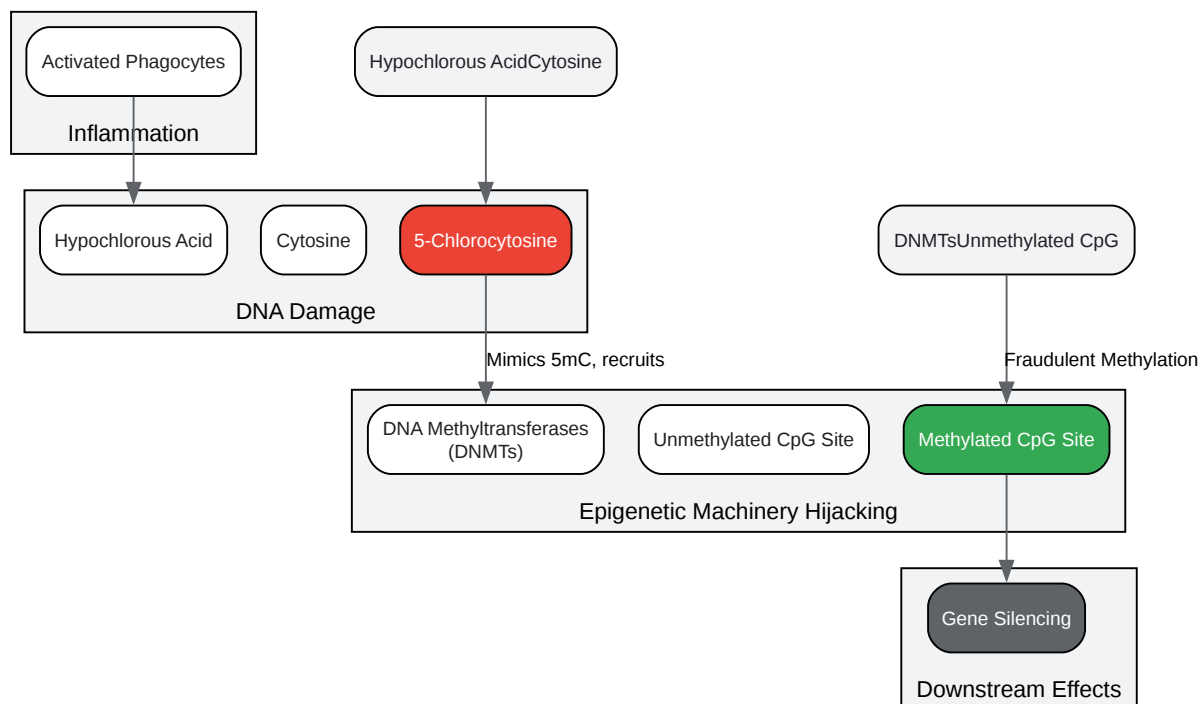 Activated Phagocytes
Hypochlorous AcidCytosine
Inflammation
Hypochlorous Acid
Cytosine
5-Chlorocytosine
DNMTsUnmethylated CpG
DNA Damage
Mimics 5mC, recruits
Fraudulent Methylation
DNA Methyltransferases
(DNMTs)
Unmethylated CpG Site
Methylated CpG Site
Epigenetic Machinery Hijacking
Gene Silencing
Downstream Effects